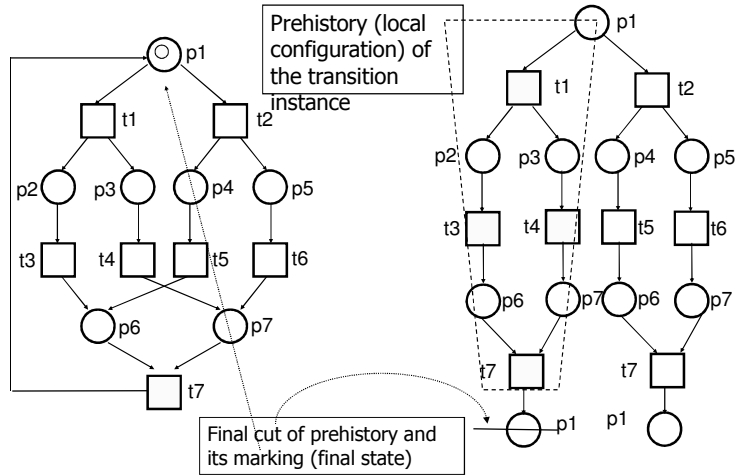 p1
Prehistory (local
configuration) of
the transition
instance
p1
t1
t2
t1
t2
p2
p3
p4
p5
p2
p3
p4
p5
t3
t4
t5
t6
t3
t4
t5
t6
p6
p7
p6
p7
p6
p7
t7
t7
t7
Final cut of prehistory and
its marking (final state)
p1
p1